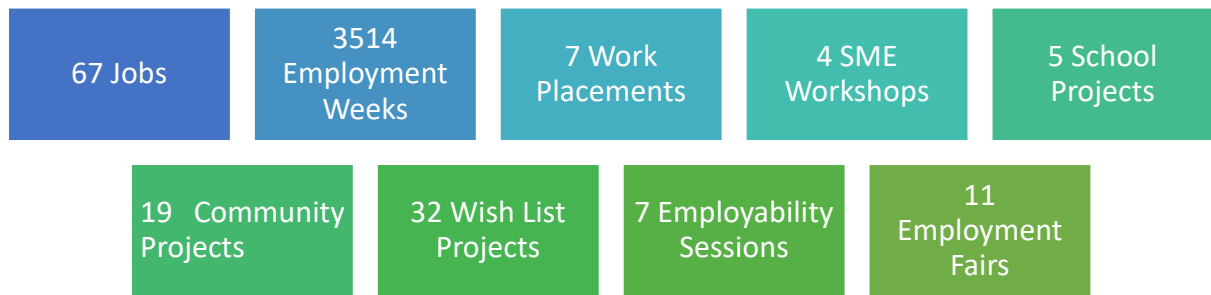 67 Jobs
3514
Employment
Weeks
7 Work
Placements
4 SME
Workshops
5 School
Projects
19 Community
Projects
32 Wish List
Projects
7 Employability
Sessions
11
Employment
Fairs